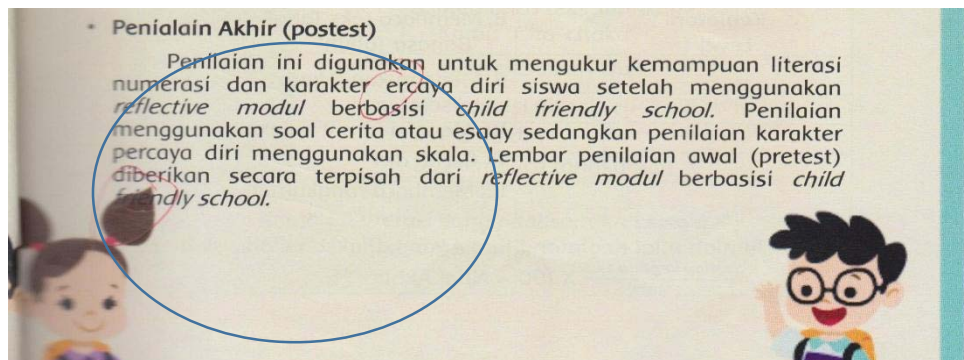 • Penialain Akhir (postest)
Penilaian ini digunakan untuk mengukur kemampuan literasi
numerasi dan karakter ercaya diri siswa setelah menggunakan
reflective modul berbasisi child friendly school. Penilaian
menggunakan soal cerita atau essay sedangkan penilaian karakter
percaya diri menggunakan skala. Lembar penilaian awal (pretest)
diberikan secara terpisah dari reflective modul berbasisi child
friendly school.